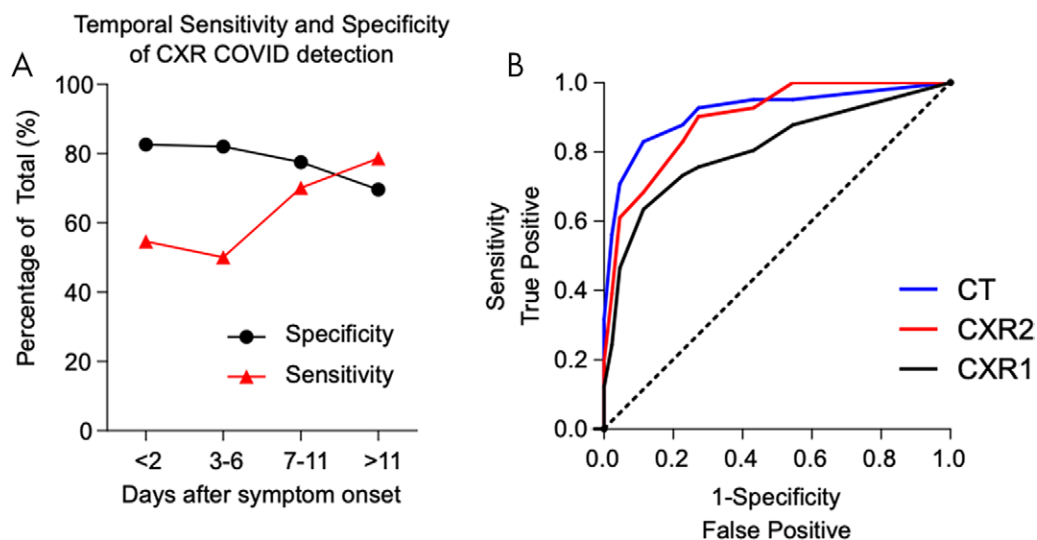 Temporal Sensitivity and Specificity
of CXR COVID detection
A
Percentage of Total (%)
100
80
60
40
20
0
Specificity
Sensitivity
<2 3-6 7-11 >11
Days after symptom onset
B
Sensitivity
True Positive
1.0
0.8
0.6
0.4
0.2
0.0
CT
CXR2
CXR1
0.0 0.2 0.4 0.6 0.8 1.0
1-Specificity
False Positive